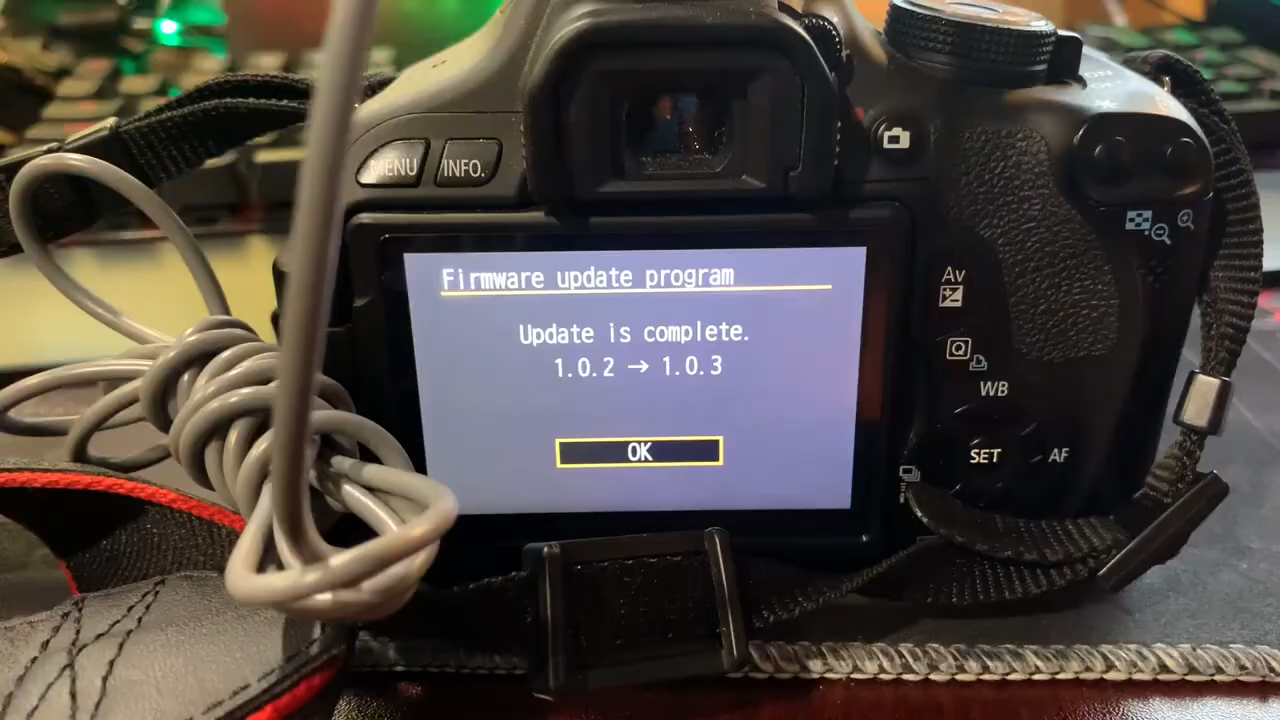 MENU
INFO.
Firmware update program
Update is complete.
1.0.2 → 1.0.3
OK
Av
Q
WB
SET
AF
ON